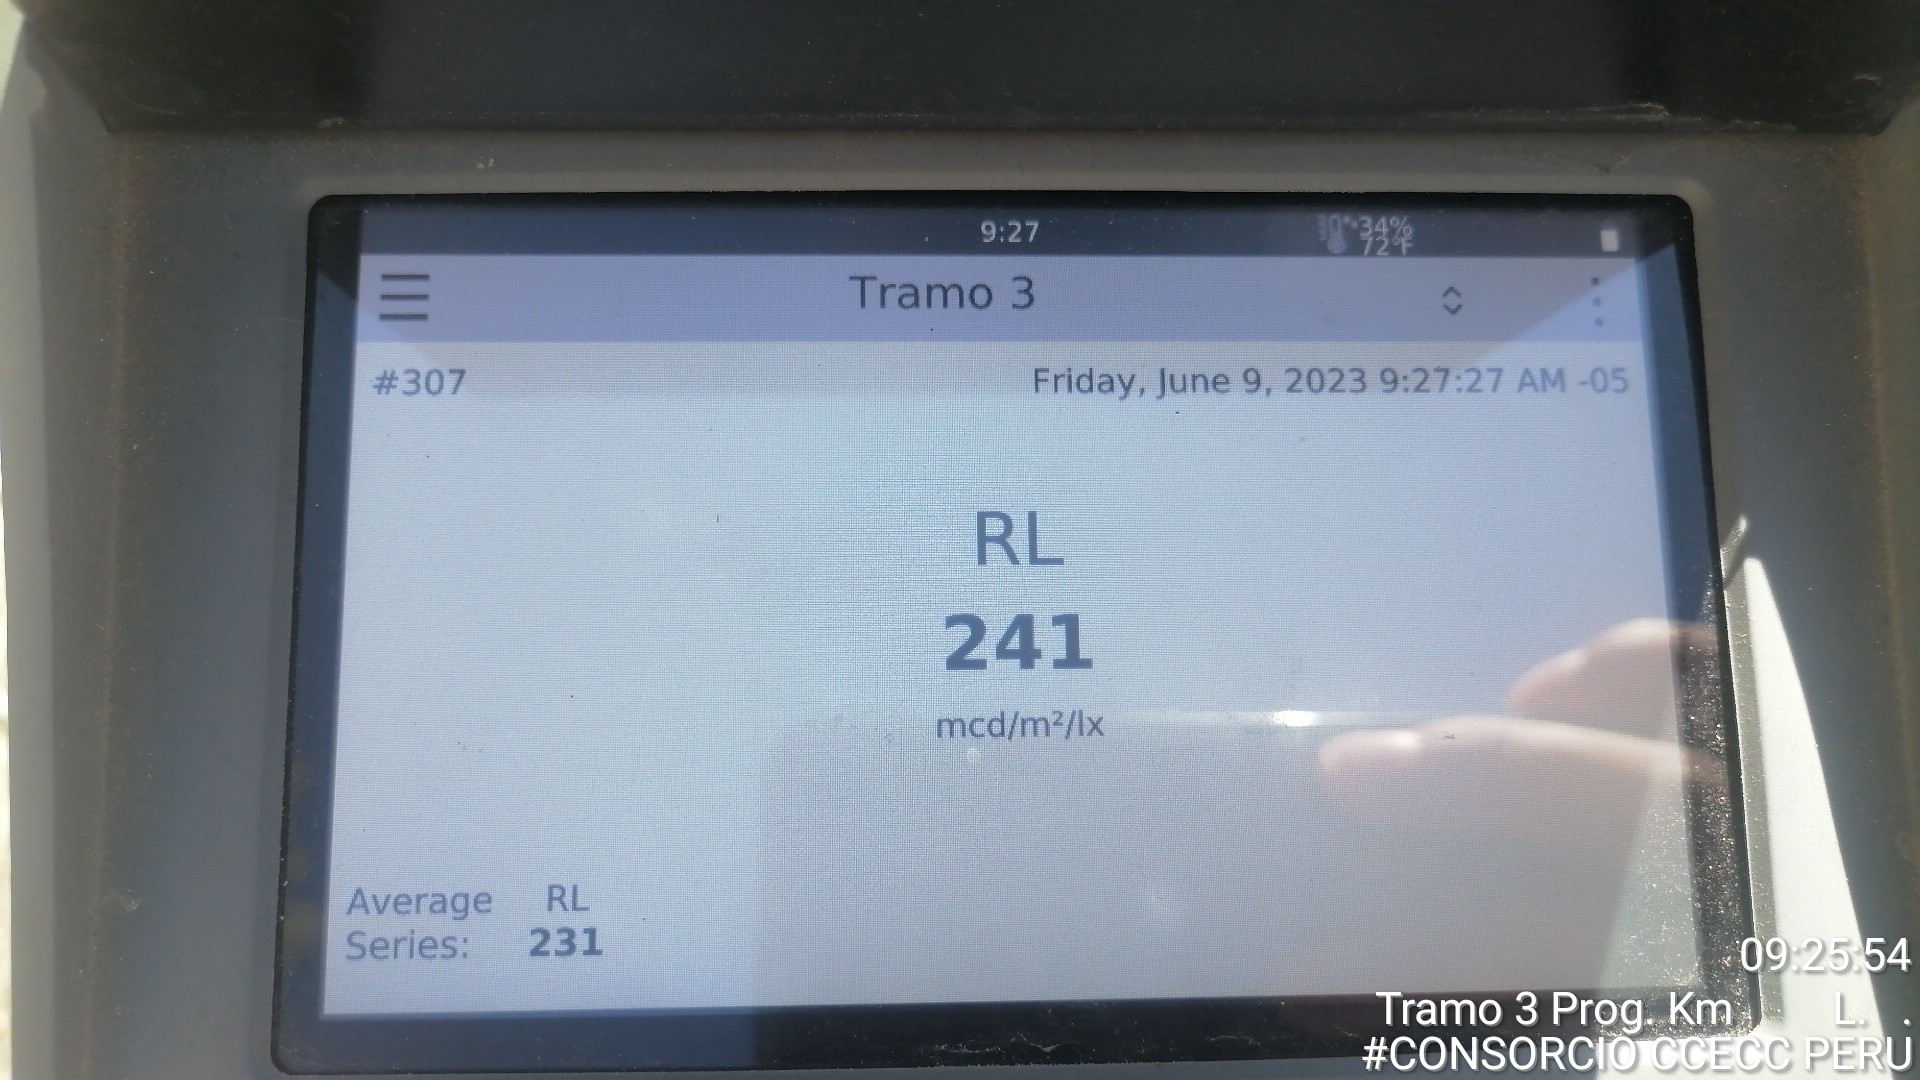 9:27
34%
72°F
Tramo 3
#307
Friday, June 9, 2023 9:27:27 AM -05
RL
241
mcd/m²/lx
Average RL
Series: 231
09:25:54
Tramo 3 Prog. Km L. .
#CONSORCIO CCECC PERU